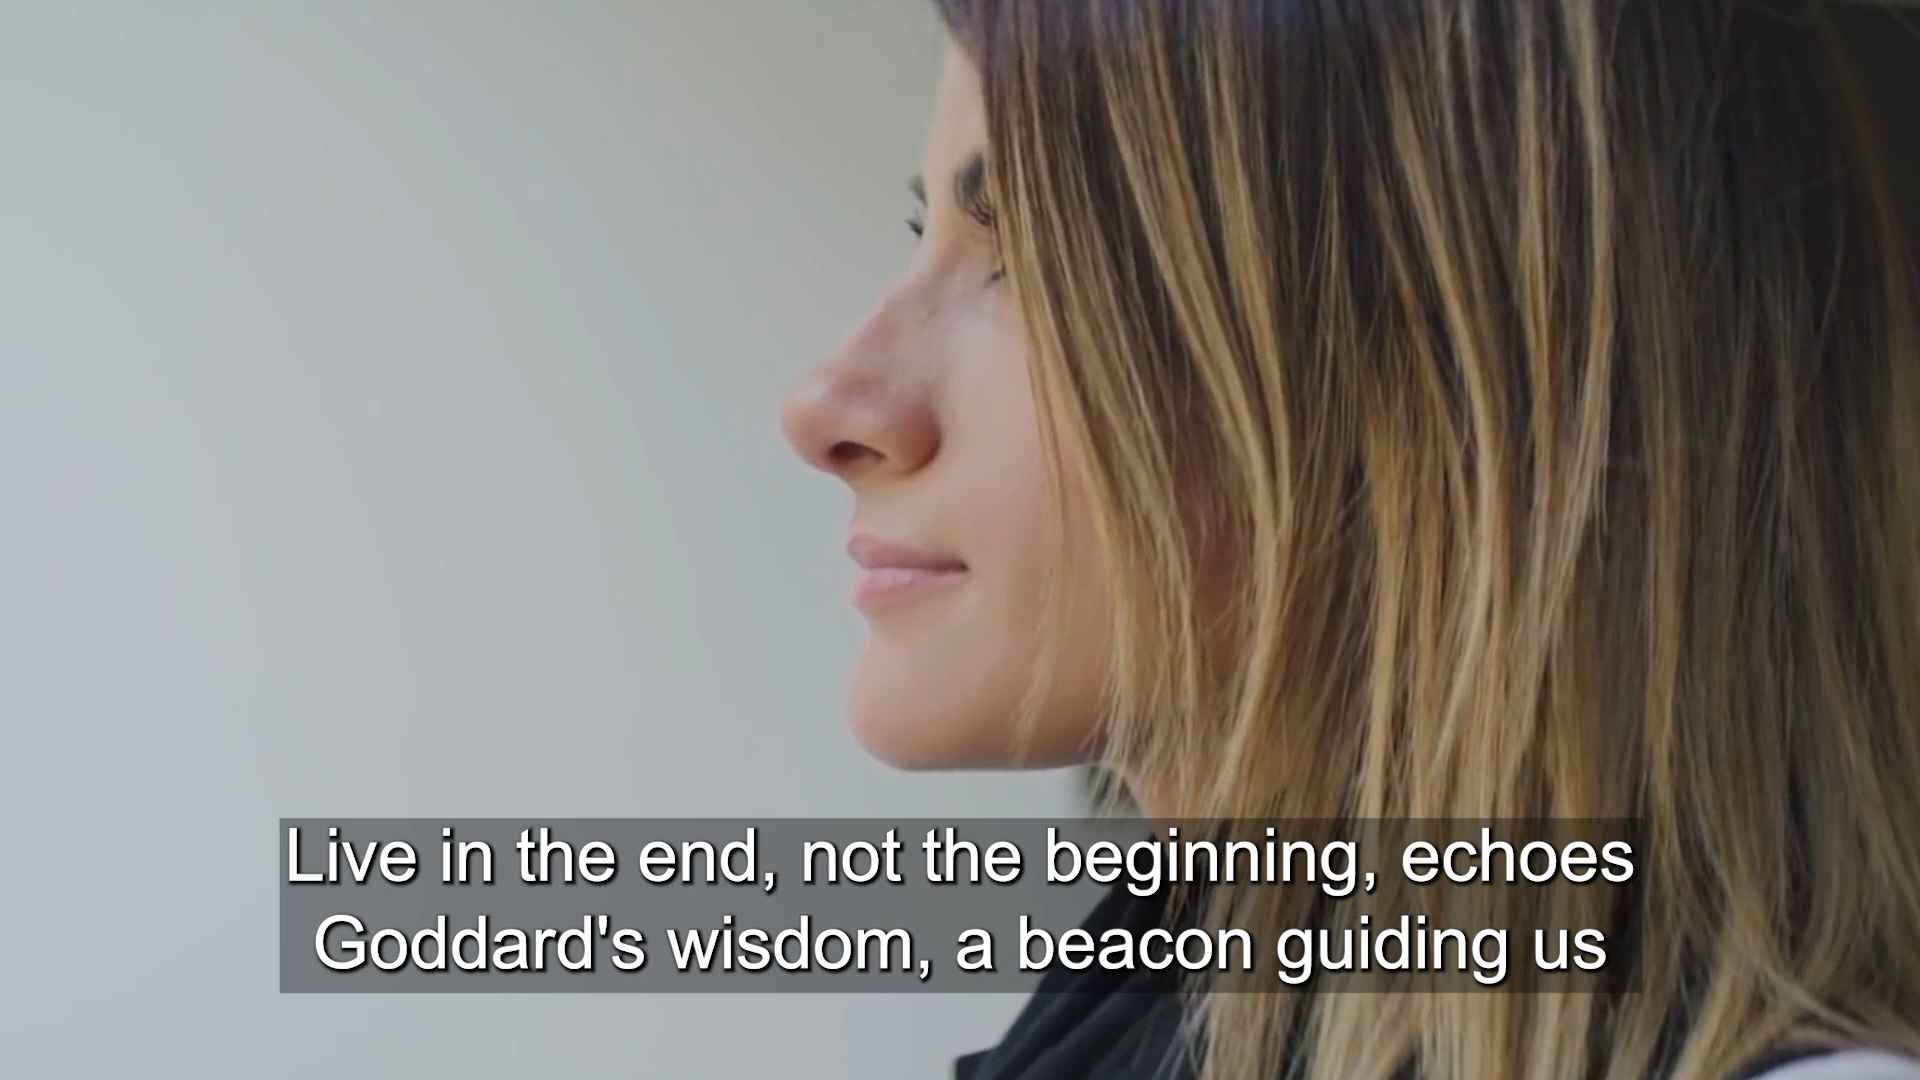 Live in the end, not the beginning, echoes
Goddard's wisdom, a beacon guiding us